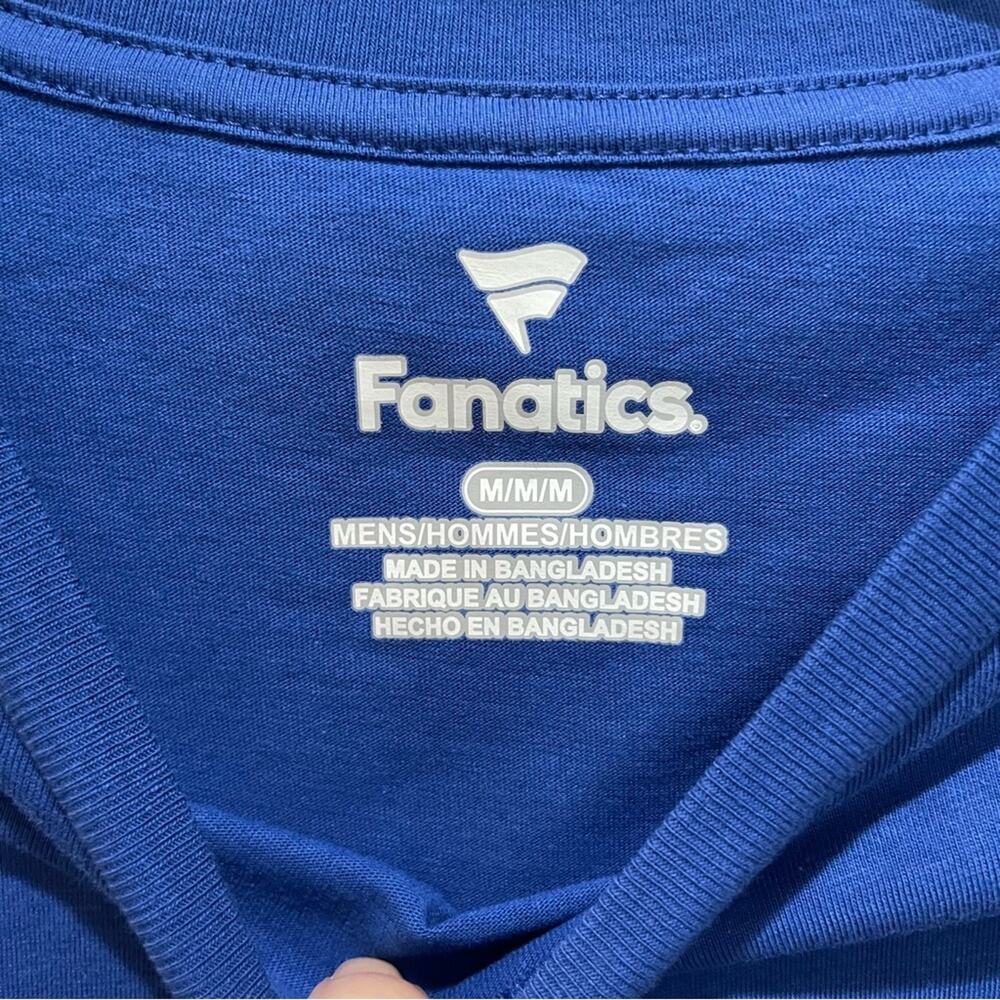 Fanatics.
M/M/M
MENS/HOMMES/HOMBRES
MADE IN BANGLADESH
FABRIQUE AU BANGLADESH
HECHO EN BANGLADESH